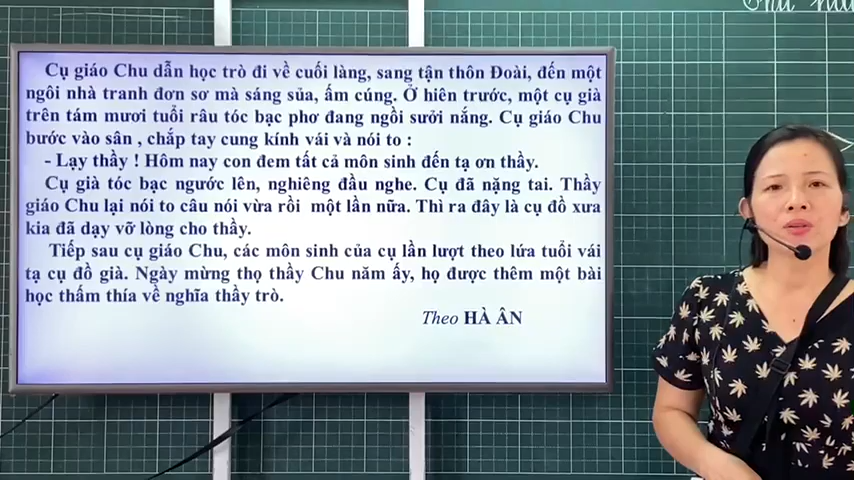 Cụ giáo Chu dẫn học trò đi về cuối làng, sang tận thôn Đoài, đến một
ngôi nhà tranh đơn sơ mà sáng sủa, ấm cúng. Ở hiên trước, một cụ già
trên tám mươi tuổi râu tóc bạc phơ đang ngồi sưởi nắng. Cụ giáo Chu
bước vào sân , chắp tay cung kính vái và nói to :
- Lạy thầy ! Hôm nay con đem tất cả môn sinh đến tạ ơn thầy.
Cụ già tóc bạc ngước lên, nghiêng đầu nghe. Cụ đã nặng tai. Thầy
giáo Chu lại nói to câu nói vừa rồi một lần nữa. Thì ra đây là cụ đồ xưa
kia đã dạy vỡ lòng cho thầy.
Tiếp sau cụ giáo Chu, các môn sinh của cụ lần lượt theo lứa tuổi vái
tạ cụ đồ già. Ngày mừng thọ thầy Chu năm ấy, họ được thêm một bài
học thấm thía về nghĩa thầy trò.
Theo HÀ ÂN